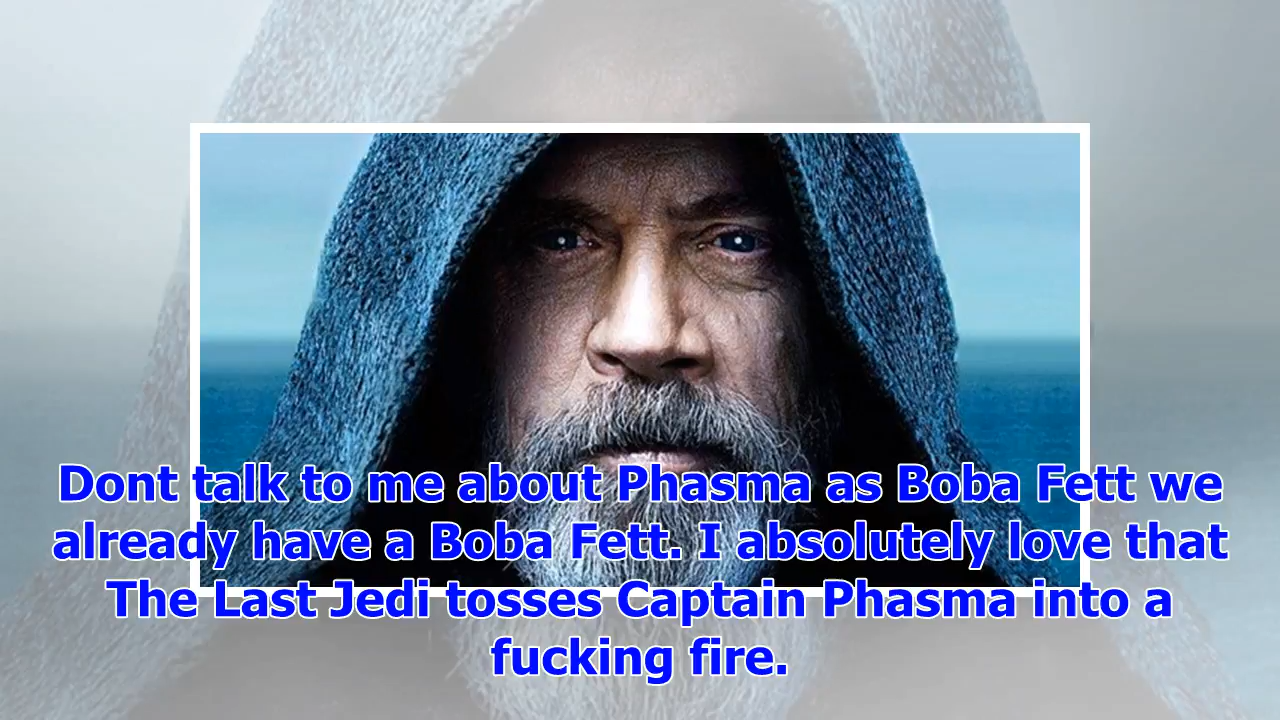 Dont talk to me about Phasma as Boba Fett we
already have a Boba Fett. I absolutely love that
The Last Jedi tosses Captain Phasma into a
fucking fire.